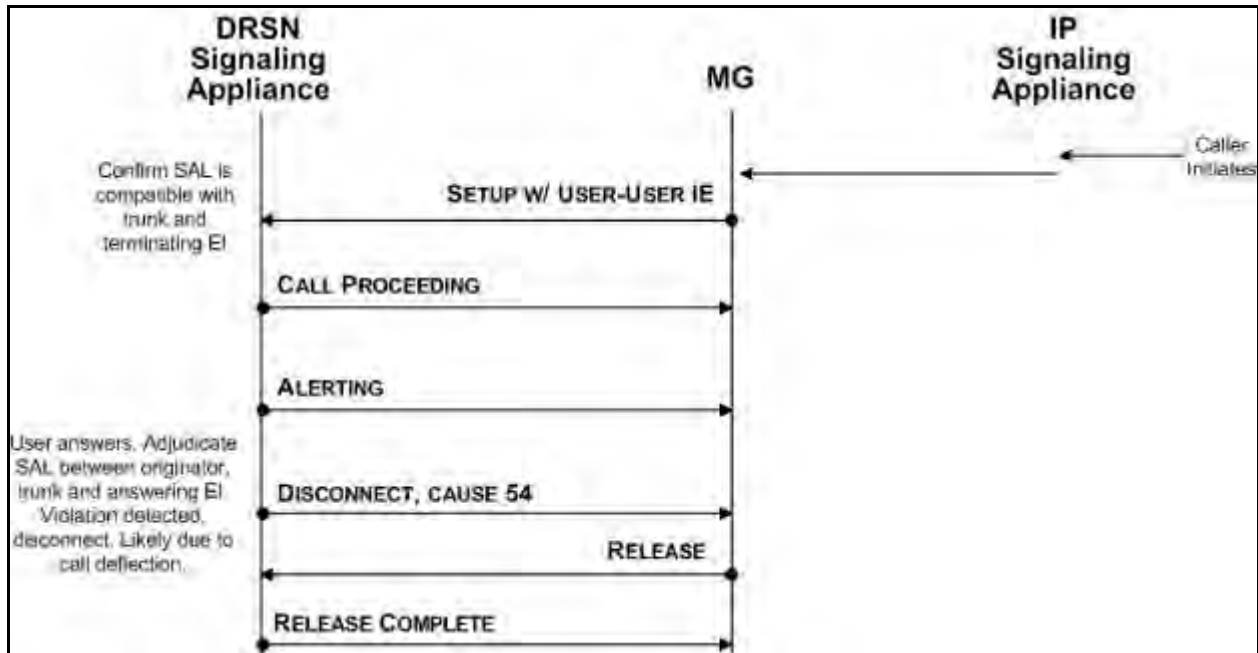 DRSN
Signaling
Appliance
MG
IP
Signaling
Appliance
Caller
Initiates
Confirm SAL is
compatible with
trunk and
terminating EI
SETUP W/ USER-USER IE
CALL PROCEEDING
ALERTING
User answers. Adjudicate
SAL between originator,
trunk and answering EI.
Violation detected,
disconnect. Likely due to
call deflection.
DISCONNECT, CAUSE 54
RELEASE
RELEASE COMPLETE